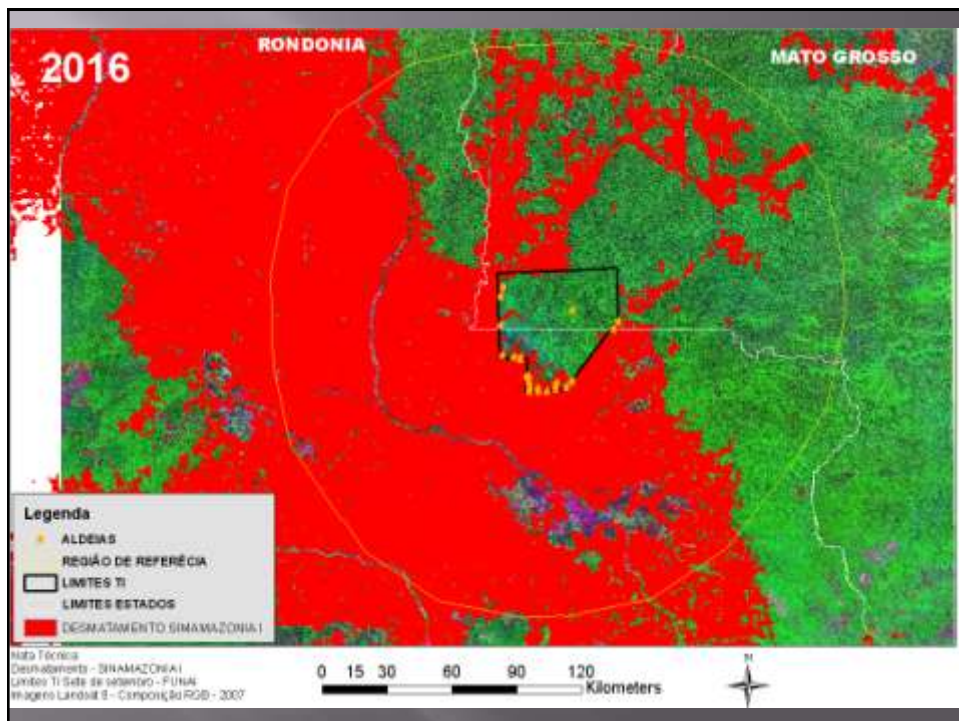 RONDONIA
MATO GROSSO
2016
Legenda
ALDEIAS
REGIÃO DE REFERÊCIA
LIMITES TI
LIMITES ESTADOS
DESMATAMENTO SIMAMAZONIA I
Nota Técnica
Desmatamento - SINAMAZONIA I
Limites TI Sete de setembro - FUNAI
Imagens Landsat 5 - Composição RGB - 2007
N
0 15 30 60 90 120
Kilometers